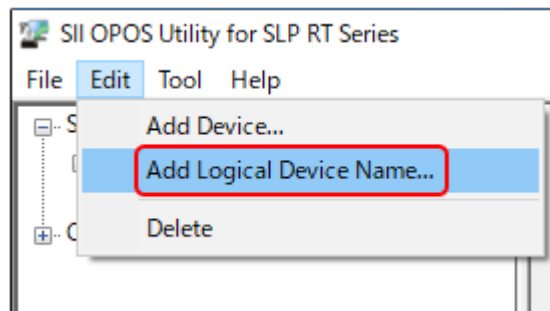 SII OPOS Utility for SLP RT Series
File Edit Tool Help
Add Device...
Add Logical Device Name...
Delete